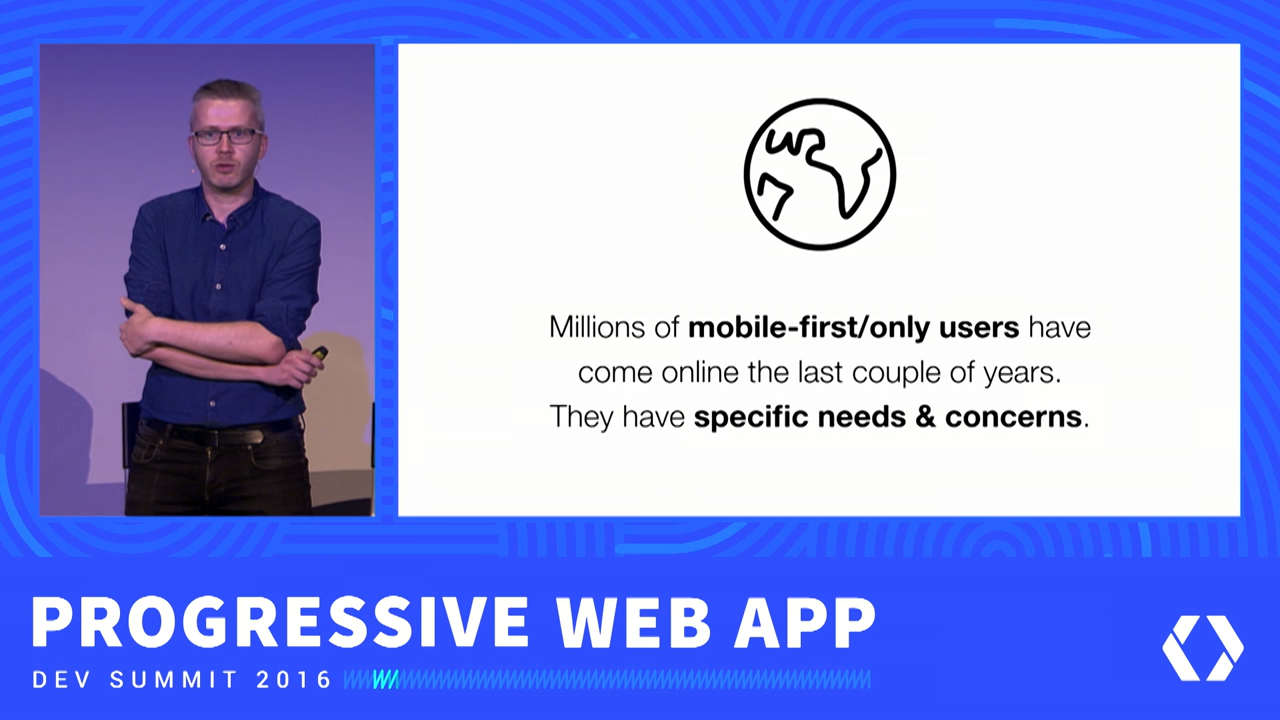 Millions of mobile-first/only users have
come online the last couple of years.
They have specific needs & concerns.
PROGRESSIVE WEB APP
DEV SUMMIT 2016